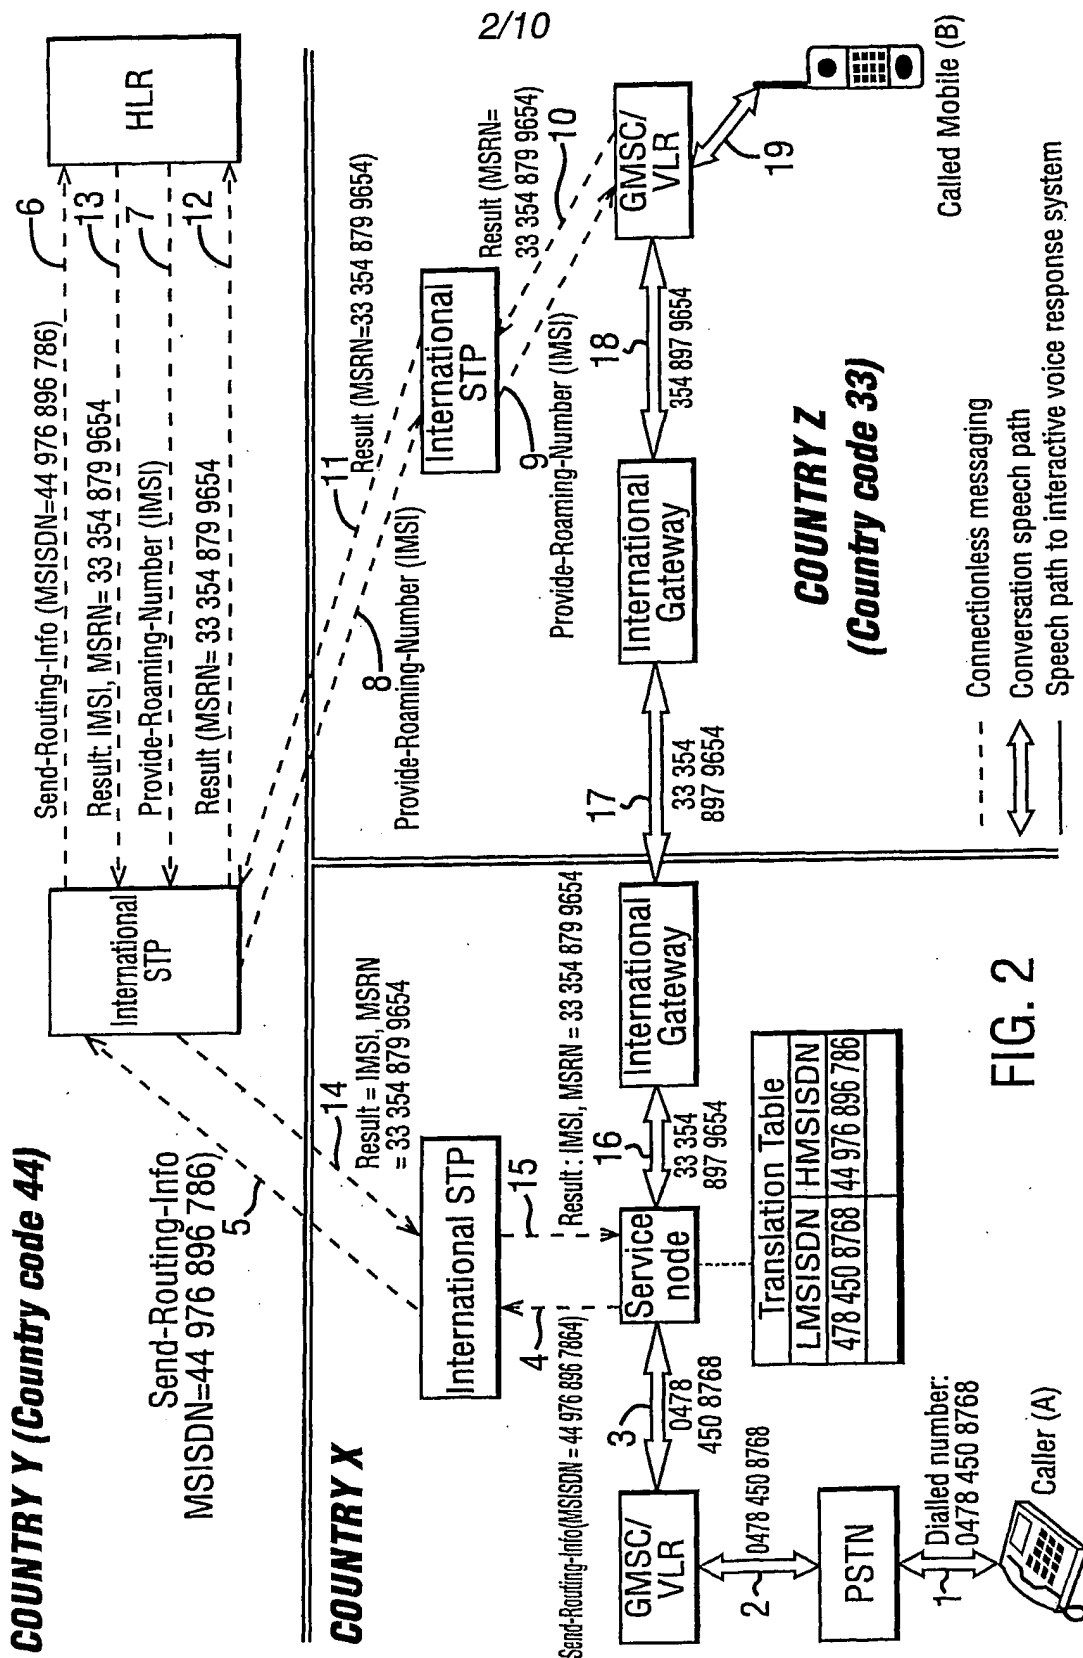 2/10
COUNTRY Y (Country code 44)
Send-Routing-Info
MSISDN=44 976 896 786)
5
International
STP
Send-Routing-Info (MSISDN=44 976 896 786)
6
Result: IMSI, MSRN= 33 354 879 9654
13
Provide-Roaming-Number (IMSI)
7
Result (MSRN= 33 354 879 9654
12
HLR
COUNTRY X
14
Result = IMSI, MSRN
= 33 354 879 9654
International STP
4
15
Send-Routing-Info(MSISDN = 44 976 896 7864)
Result : IMSI, MSRN = 33 354 879 9654
GMSC/
VLR
3
0478
450 8768
Service
node
16
33 354
897 9654
International
Gateway
2
0478 450 8768
PSTN
1
Dialled number:
0478 450 8768
Caller (A)
Translation Table
LMSISDN
HMSISDN
478 450 8768
44 976 896 786
FIG. 2
8
Provide-Roaming-Number (IMSI)
11
Result (MSRN=33 354 879 9654)
International
STP
9
Provide-Roaming-Number (IMSI)
Result (MSRN=
33 354 879 9654)
10
17
33 354
897 9654
International
Gateway
18
354 897 9654
GMSC/
VLR
19
Called Mobile (B)
COUNTRY Z
(Country code 33)
Connectionless messaging
Conversation speech path
Speech path to interactive voice response system